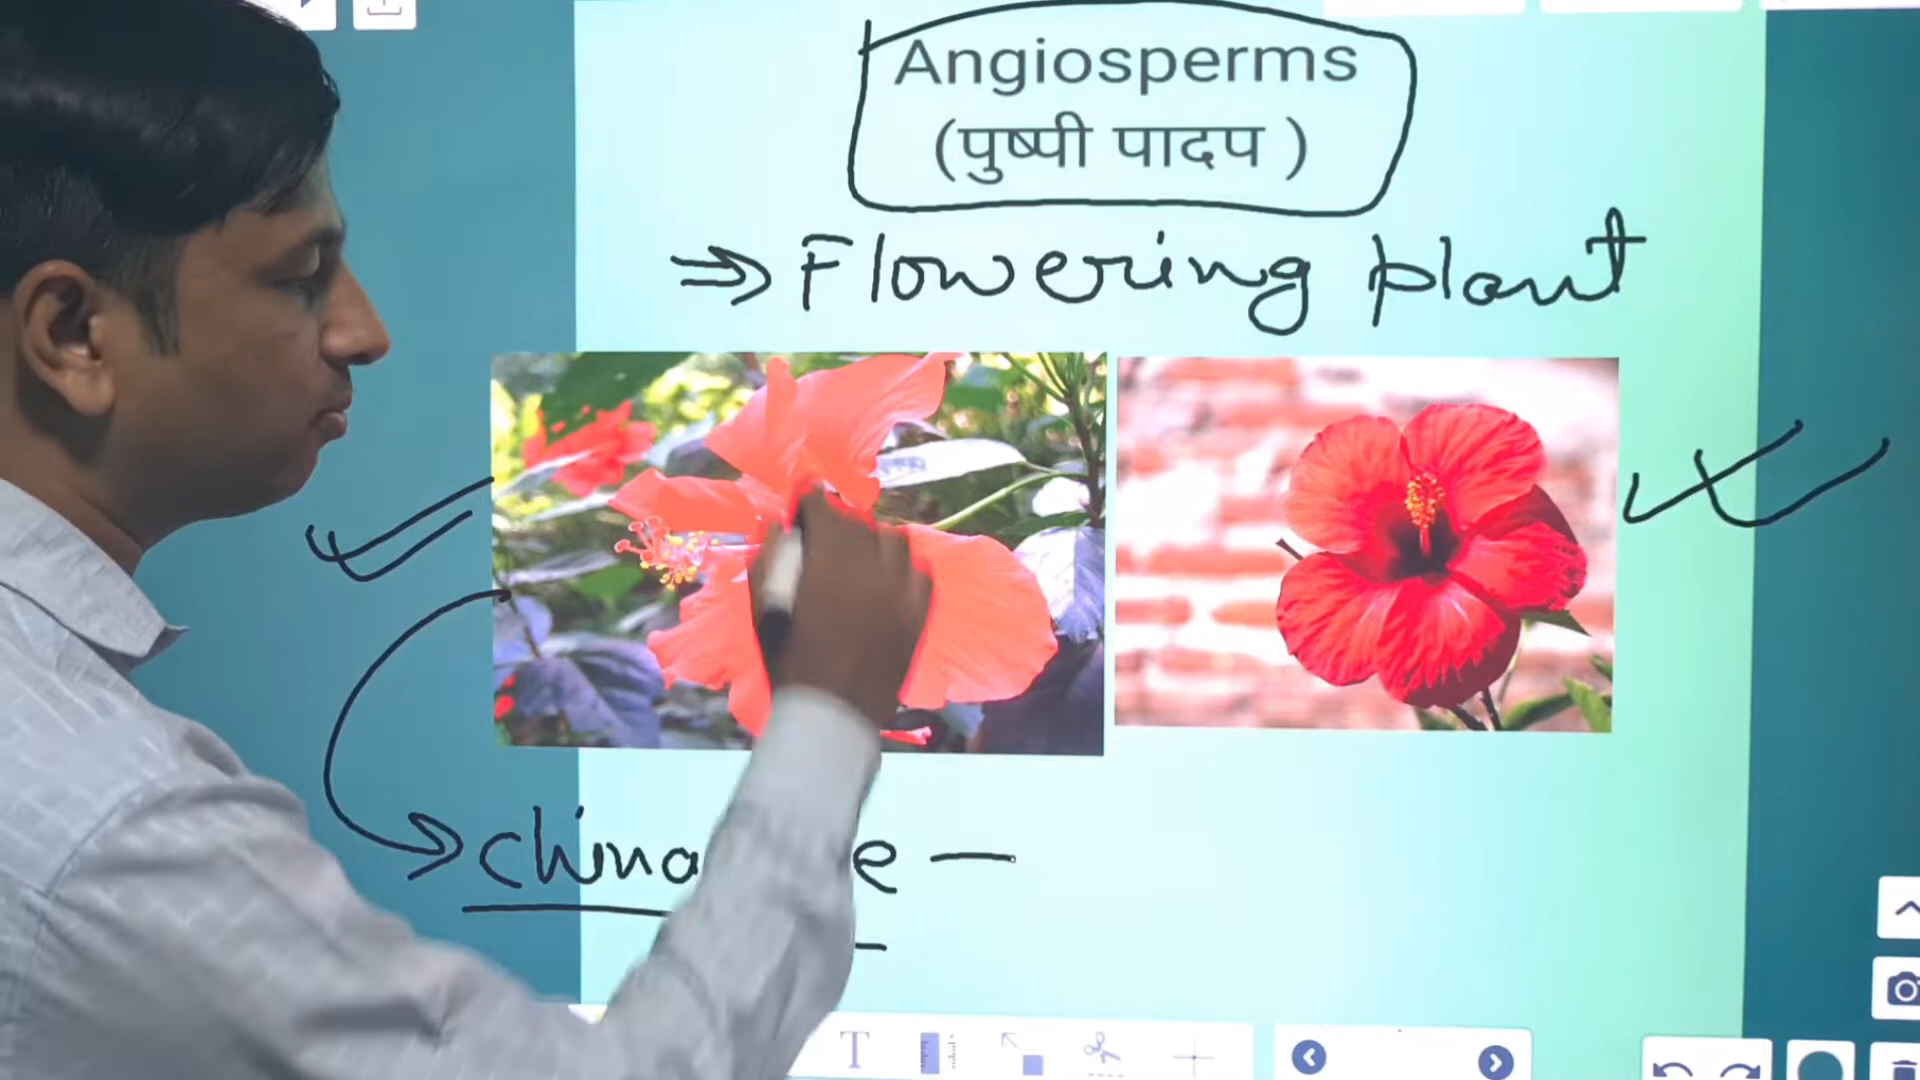 Angiosperms
(पुष्पी पादप )
⇒ Flowering plant
→ china
T